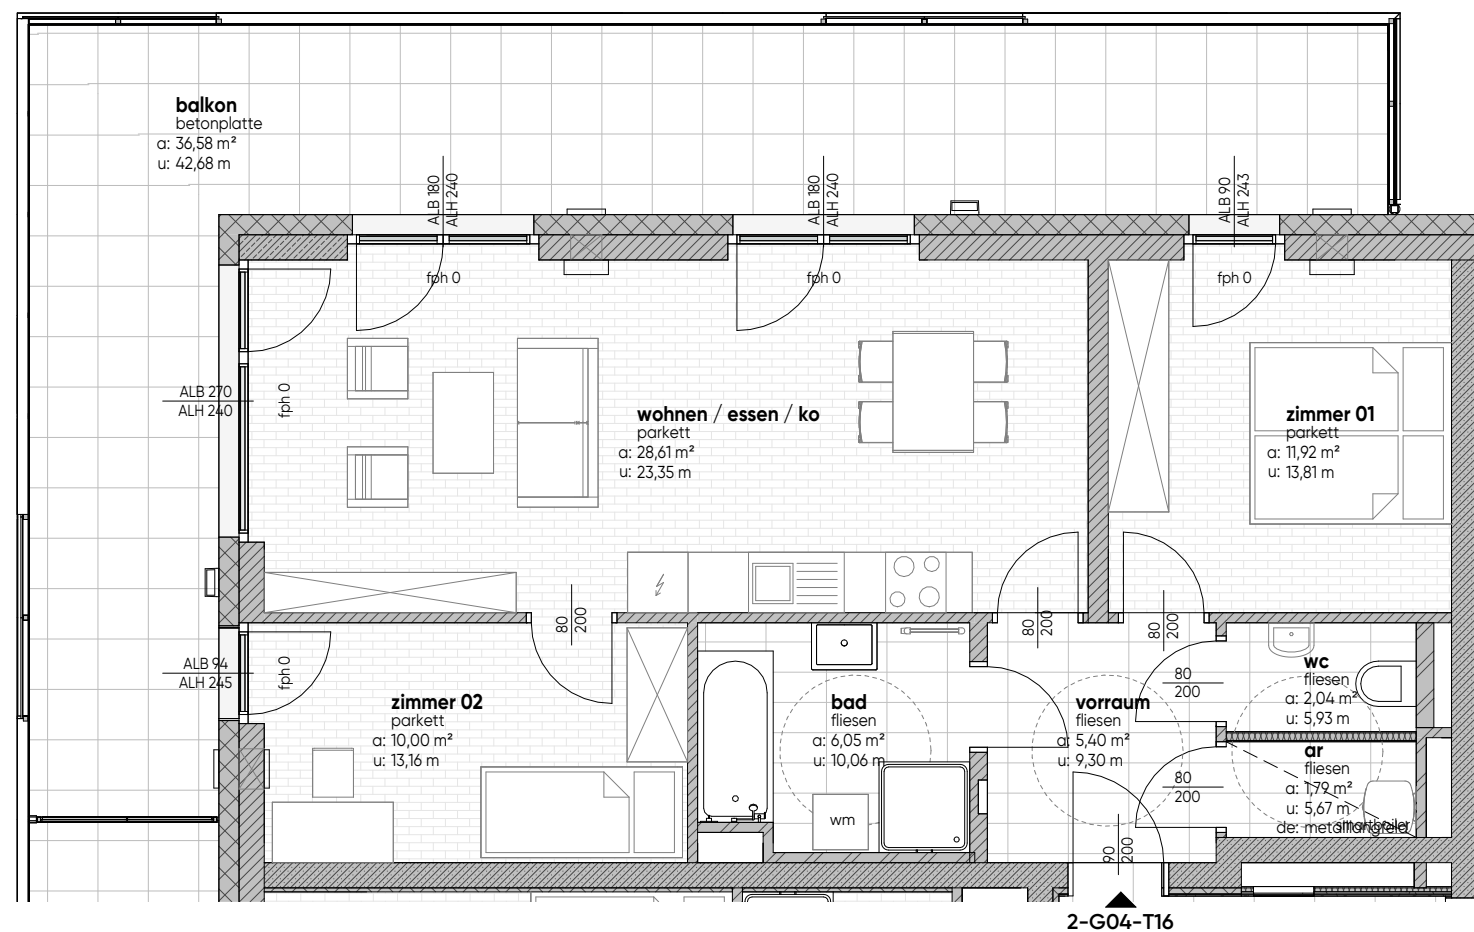 balkon
betonplatte
a: 36,58 m²
u: 42,68 m
ALB 180
ALH 240
ALB 180
ALH 240
ALB 90
ALH 243
fph 0
fph 0
fph 0
ALB 270
ALH 240
fph 0
wohnen / essen / ko
parkett
a: 28,61 m²
u: 23,35 m
zimmer 01
parkett
a: 11,92 m²
u: 13,81 m
80
200
80
200
80
200
ALB 94
ALH 245
fph 0
zimmer 02
parkett
a: 10,00 m²
u: 13,16 m
bad
fliesen
a: 6,05 m²
u: 10,06 m
wm
vorraum
fliesen
a: 5,40 m²
u: 9,30 m
80
200
80
200
wc
fliesen
a: 2,04 m²
u: 5,93 m
ar
fliesen
a: 1,79 m²
u: 5,67 m
de: metalllangfeld
smartboiler
90
200
2-G04-T16